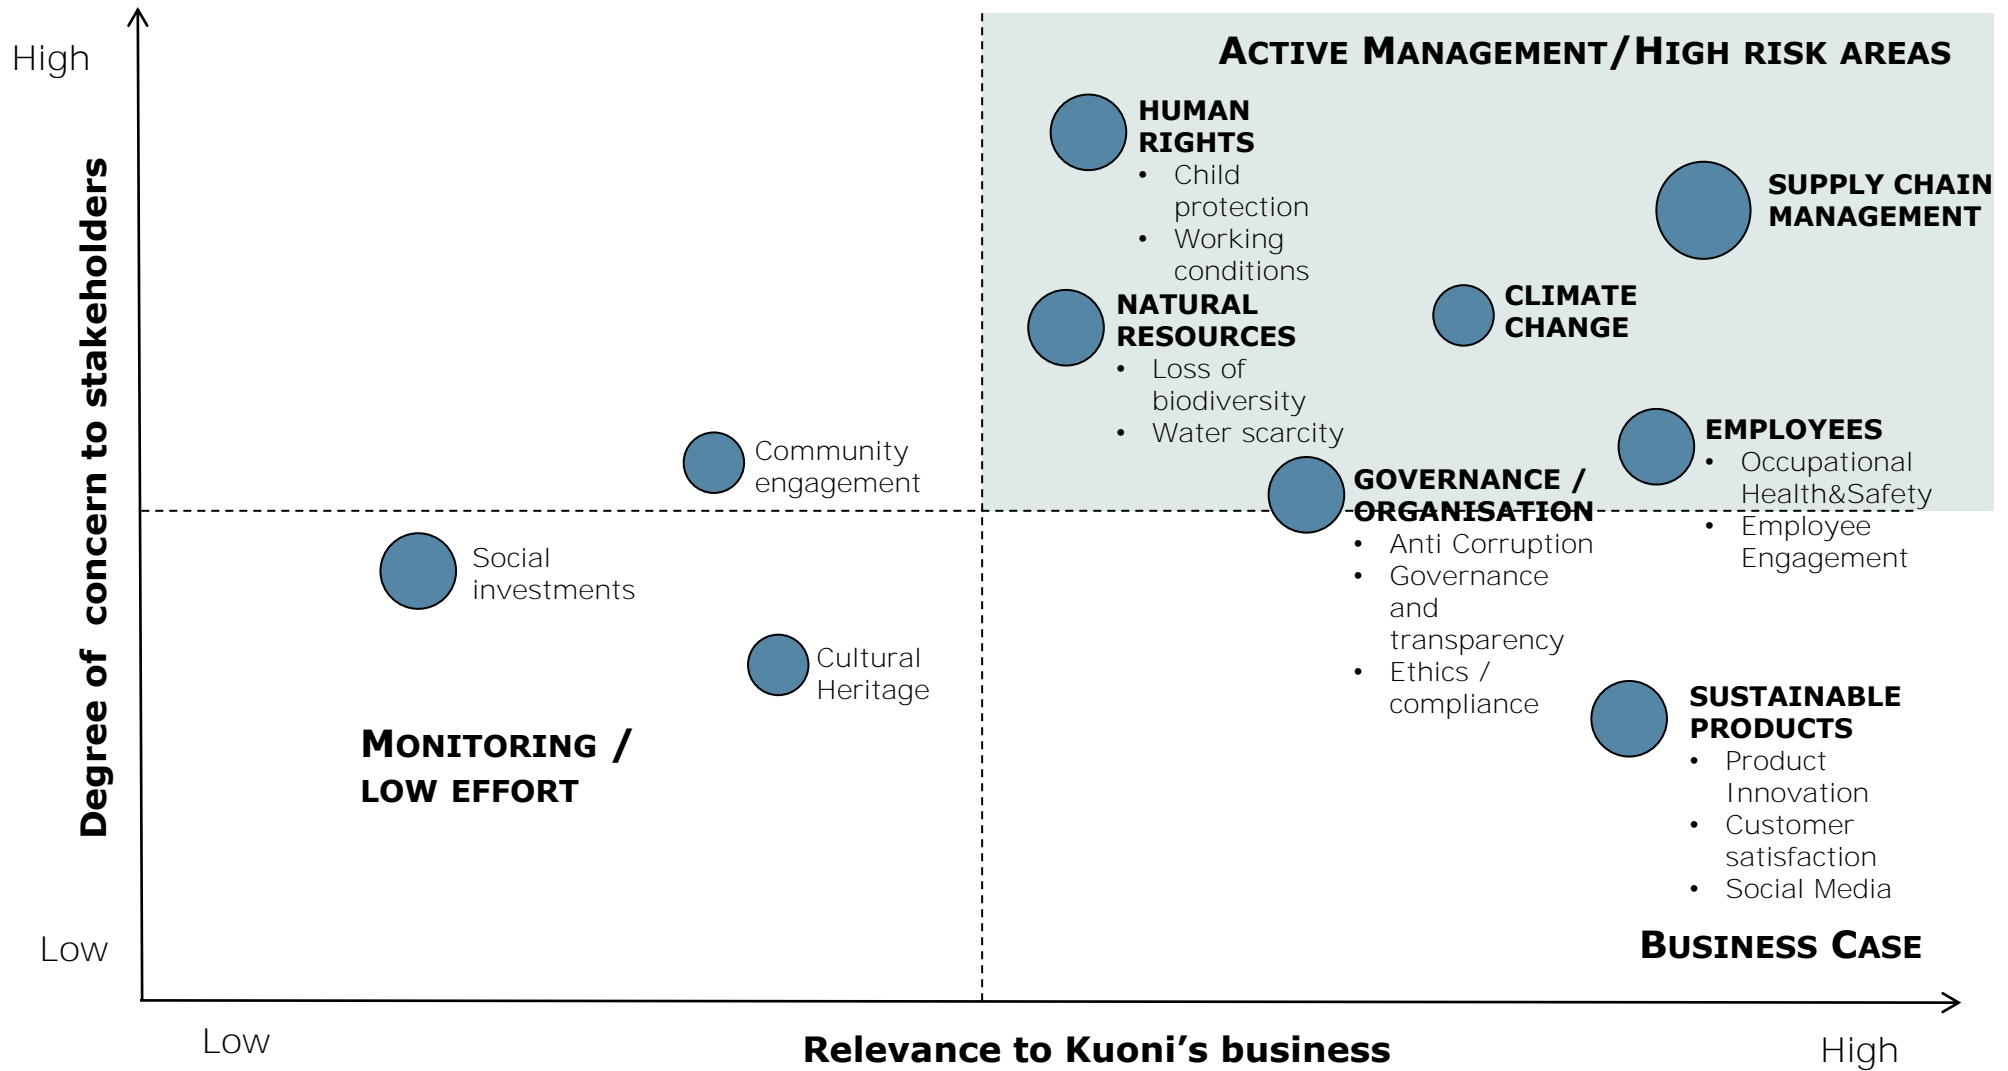 High
ACTIVE MANAGEMENT/HIGH RISK AREAS
HUMAN
RIGHTS
• Child
protection
• Working
conditions
SUPPLY CHAIN
MANAGEMENT
NATURAL
RESOURCES
• Loss of
biodiversity
• Water scarcity
CLIMATE
CHANGE
Community
engagement
EMPLOYEES
• Occupational
Health&Safety
• Employee
Engagement
GOVERNANCE /
ORGANISATION
• Anti Corruption
• Governance
and
transparency
• Ethics /
compliance
Social
investments
Cultural
Heritage
MONITORING /
LOW EFFORT
SUSTAINABLE
PRODUCTS
• Product
Innovation
• Customer
satisfaction
• Social Media
BUSINESS CASE
Degree of concern to stakeholders
Low
Low
Relevance to Kuoni's business
High